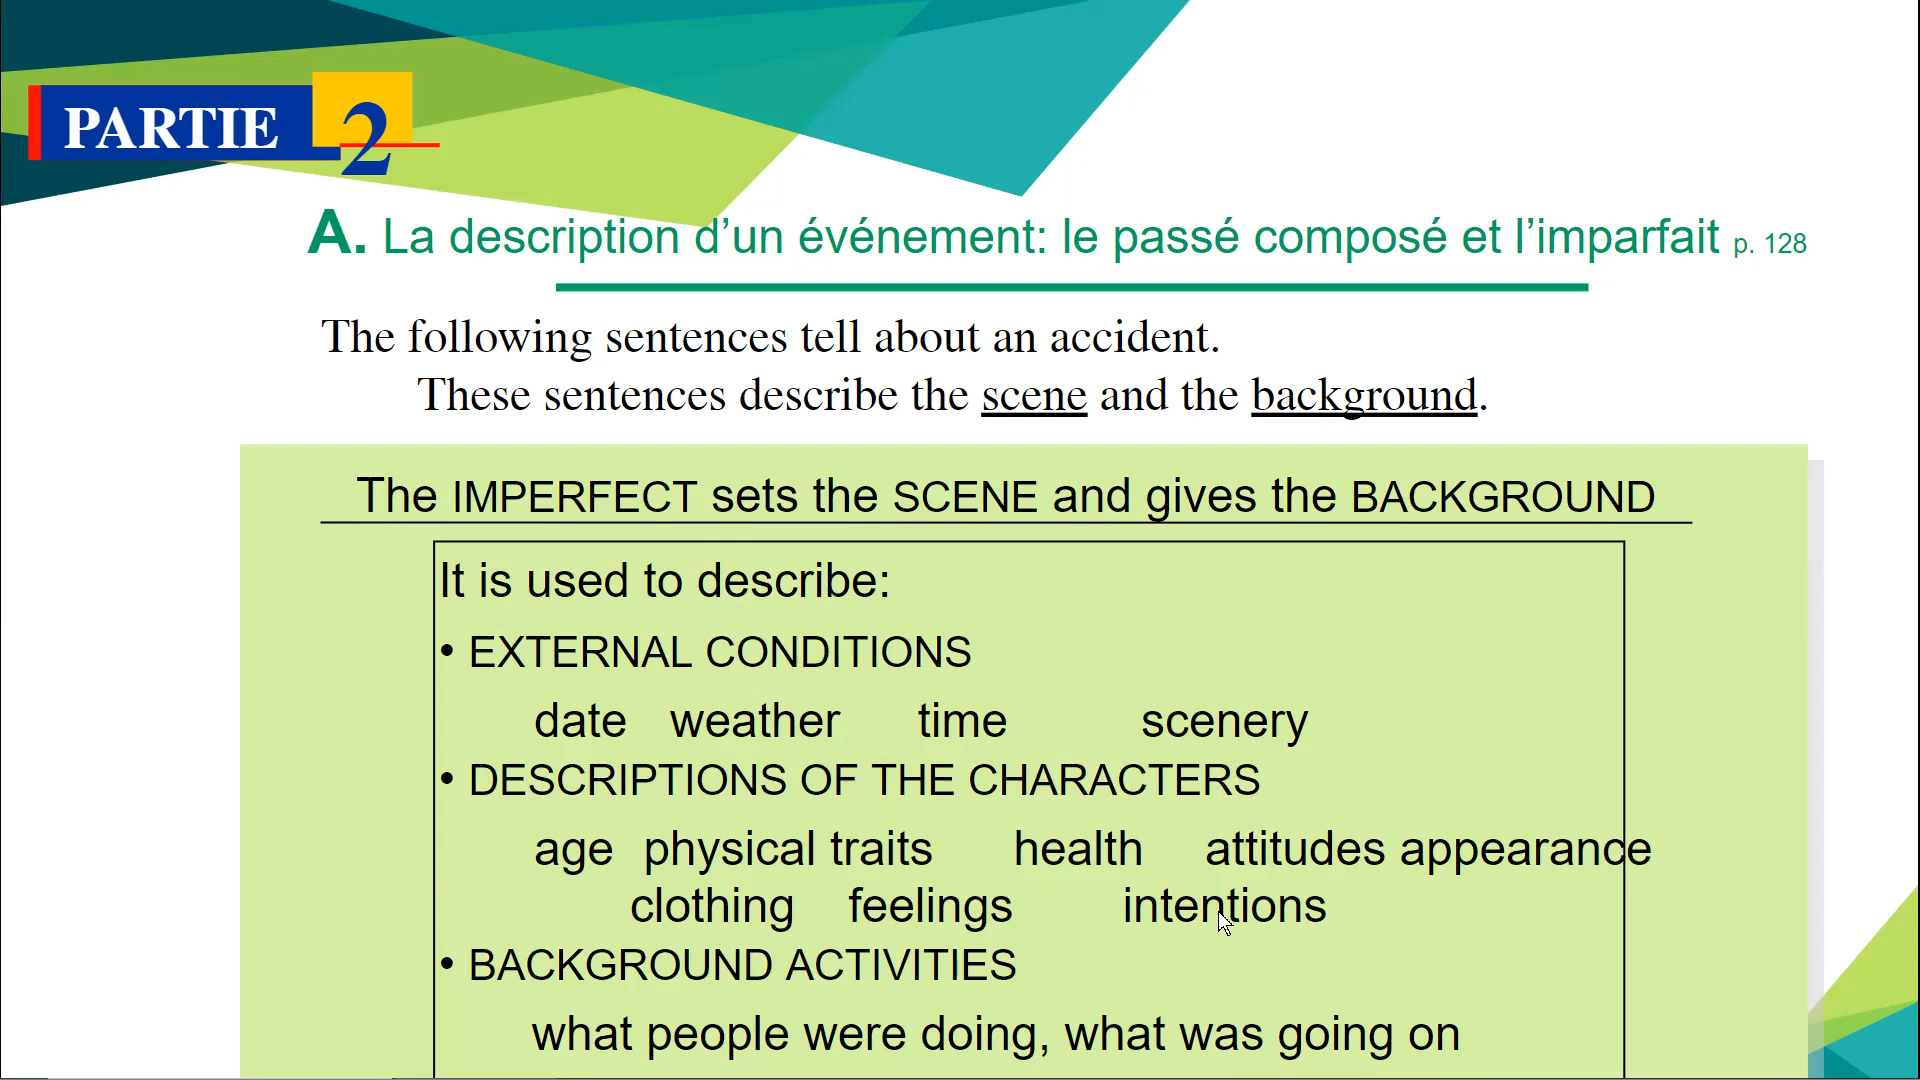 PARTIE 2
A. La description d’un événement: le passé composé et l’imparfait p. 128
The following sentences tell about an accident.
These sentences describe the scene and the background.
The IMPERFECT sets the SCENE and gives the BACKGROUND
It is used to describe:
• EXTERNAL CONDITIONS
date weather time scenery
• DESCRIPTIONS OF THE CHARACTERS
age physical traits health attitudes appearance
clothing feelings intentions
• BACKGROUND ACTIVITIES
what people were doing, what was going on